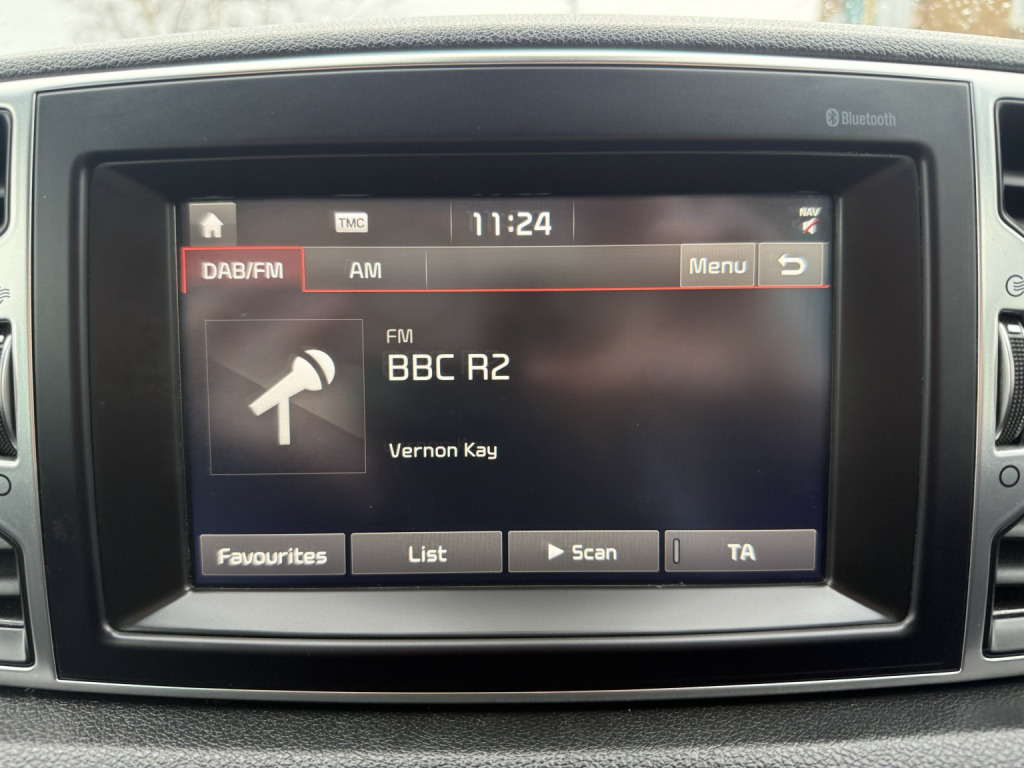 Bluetooth
TMC 11:24 NAV
DAB/FM AM Menu
FM
BBC R2
Vernon Kay
Favourites List Scan TA